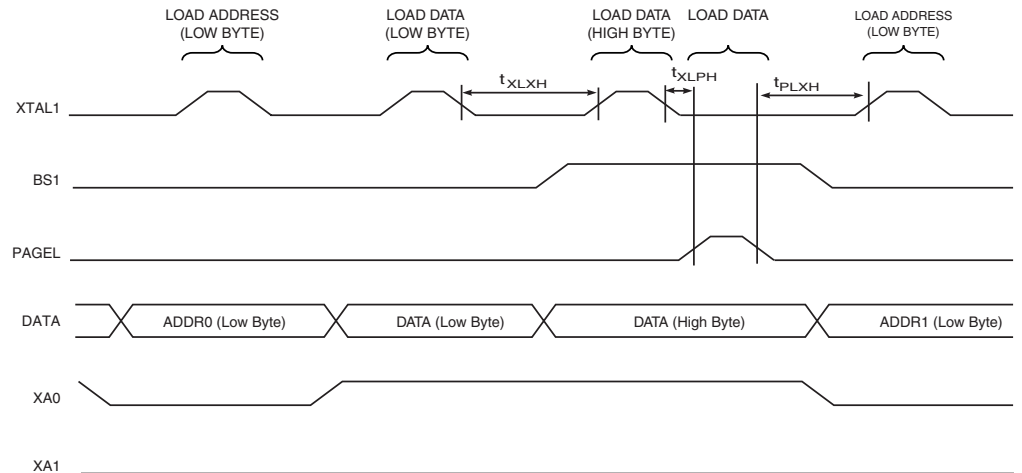 LOAD ADDRESS
(LOW BYTE)
LOAD DATA
(LOW BYTE)
LOAD DATA
(HIGH BYTE)
LOAD DATA
LOAD ADDRESS
(LOW BYTE)
tXLXH
tXLPH
tPLXH
XTAL1
BS1
PAGEL
DATA
ADDR0 (Low Byte)
DATA (Low Byte)
DATA (High Byte)
ADDR1 (Low Byte)
XA0
XA1